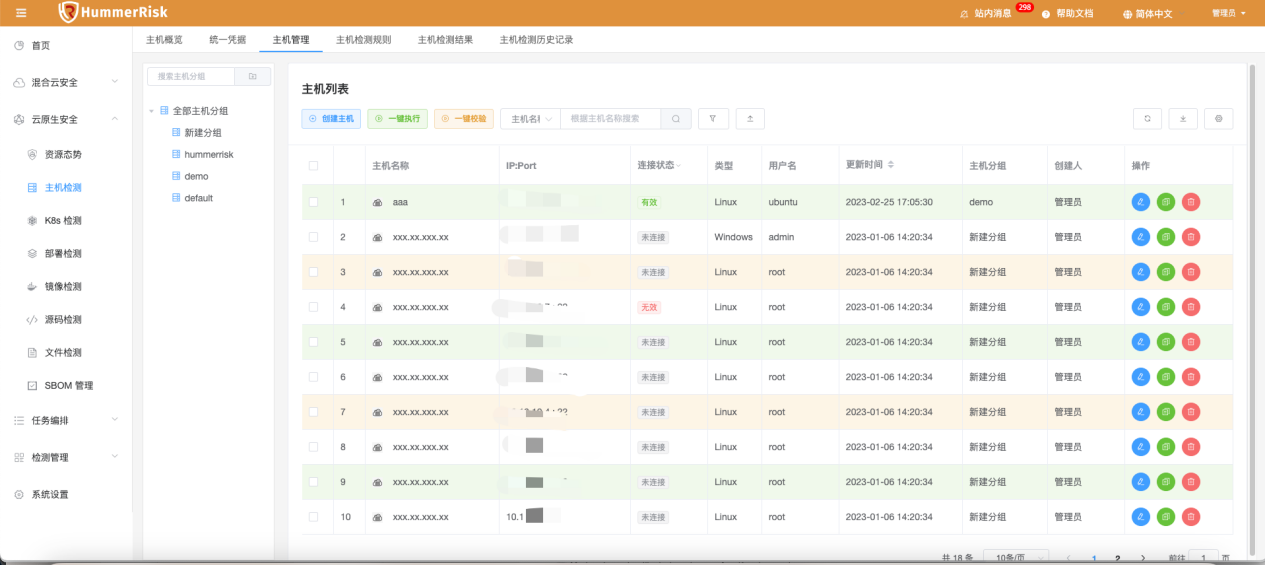 HummerRisk
站内消息 298 帮助文档 简体中文 管理员
首页
混合云安全
云原生安全
资源态势
主机检测
K8s 检测
部署检测
镜像检测
源码检测
文件检测
SBOM 管理
任务编排
检测管理
系统设置
主机概览 统一凭据 主机管理 主机检测规则 主机检测结果 主机检测历史记录
搜索主机分组
全部主机分组
新建分组
hummerrisk
demo
default
主机列表
创建主机 一键执行 一键校验 主机名称 根据主机名称搜索
主机名称 IP:Port 连接状态 类型 用户名 更新时间 主机分组 创建人 操作
1 aaa 有效 Linux ubuntu 2023-02-25 17:05:30 demo 管理员
2 xxx.xx.xxx.xx 未连接 Windows admin 2023-01-06 14:20:34 新建分组 管理员
3 xxx.xx.xxx.xx 未连接 Linux root 2023-01-06 14:20:34 新建分组 管理员
4 xxx.xx.xxx.xx 无效 Linux root 2023-01-06 14:20:34 新建分组 管理员
5 xxx.xx.xxx.xx 未连接 Linux root 2023-01-06 14:20:34 新建分组 管理员
6 xxx.xx.xxx.xx 未连接 Linux root 2023-01-06 14:20:34 新建分组 管理员
7 xxx.xx.xxx.xx 未连接 Linux root 2023-01-06 14:20:34 新建分组 管理员
8 xxx.xx.xxx.xx 未连接 Linux root 2023-01-06 14:20:34 新建分组 管理员
9 xxx.xx.xxx.xx 未连接 Linux root 2023-01-06 14:20:34 新建分组 管理员
10 xxx.xx.xxx.xx 10.1 未连接 Linux root 2023-01-06 14:20:34 新建分组 管理员
共 18 条 10条/页 1 2 前往 1 页